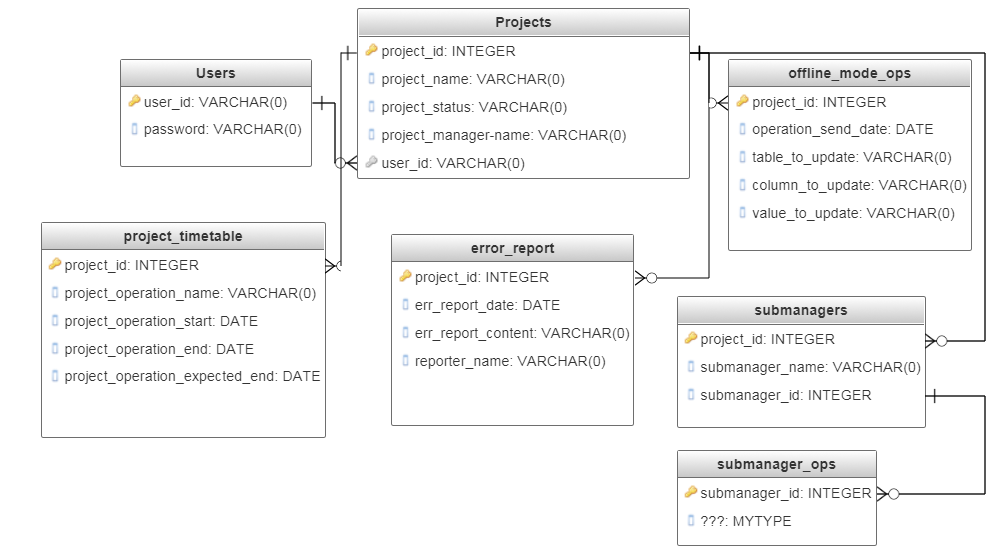 Projects
project_id: INTEGER
project_name: VARCHAR(0)
project_status: VARCHAR(0)
project_manager-name: VARCHAR(0)
user_id: VARCHAR(0)
Users
user_id: VARCHAR(0)
password: VARCHAR(0)
offline_mode_ops
project_id: INTEGER
operation_send_date: DATE
table_to_update: VARCHAR(0)
column_to_update: VARCHAR(0)
value_to_update: VARCHAR(0)
project_timetable
project_id: INTEGER
project_operation_name: VARCHAR(0)
project_operation_start: DATE
project_operation_end: DATE
project_operation_expected_end: DATE
error_report
project_id: INTEGER
err_report_date: DATE
err_report_content: VARCHAR(0)
reporter_name: VARCHAR(0)
submanagers
project_id: INTEGER
submanager_name: VARCHAR(0)
submanager_id: INTEGER
submanager_ops
submanager_id: INTEGER
???: MYTYPE